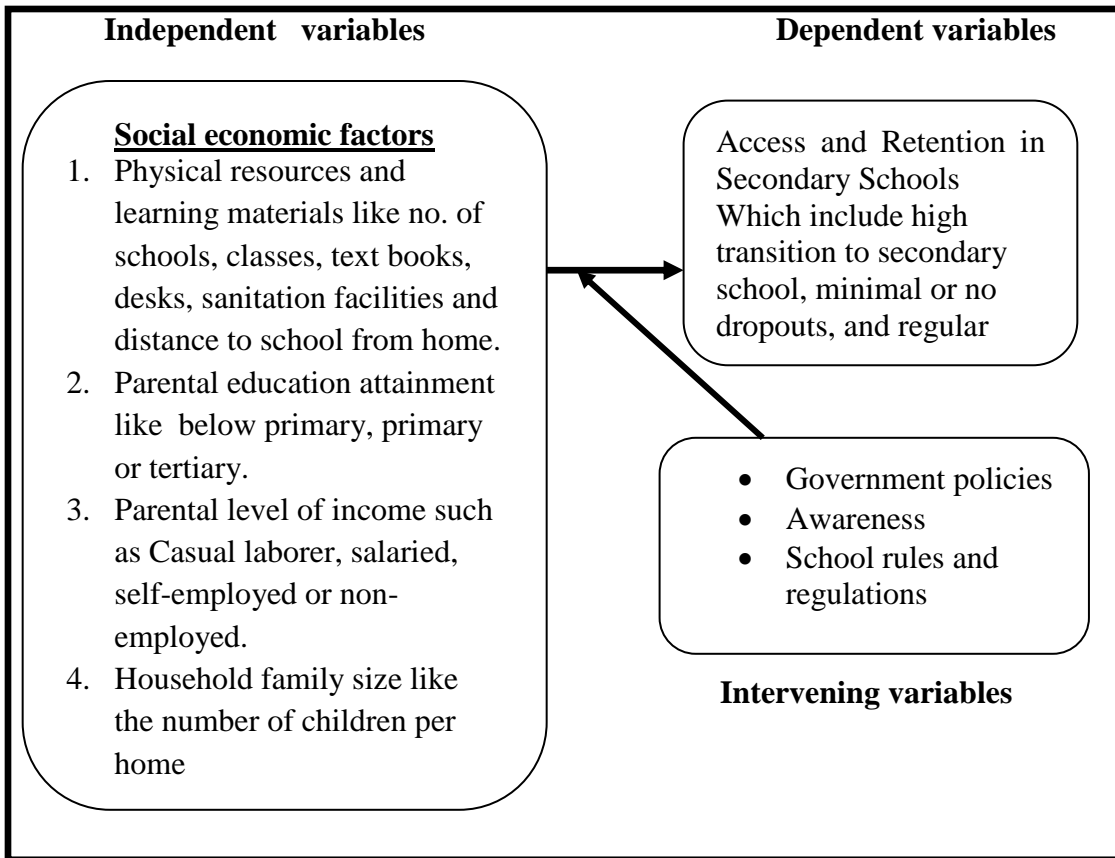 Independent variables
Dependent variables
Social economic factors
1. Physical resources and
learning materials like no. of
schools, classes, text books,
desks, sanitation facilities and
distance to school from home.
2. Parental education attainment
like below primary, primary
or tertiary.
3. Parental level of income such
as Casual laborer, salaried,
self-employed or non-
employed.
4. Household family size like
the number of children per
home
Access and Retention in
Secondary Schools
Which include high
transition to secondary
school, minimal or no
dropouts, and regular
• Government policies
• Awareness
• School rules and
regulations
Intervening variables